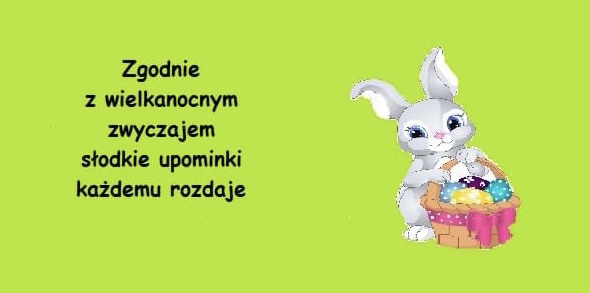 Zgodnie
z wielkanocnym
zwyczajem
słodkie upominki
każdemu rozdaje